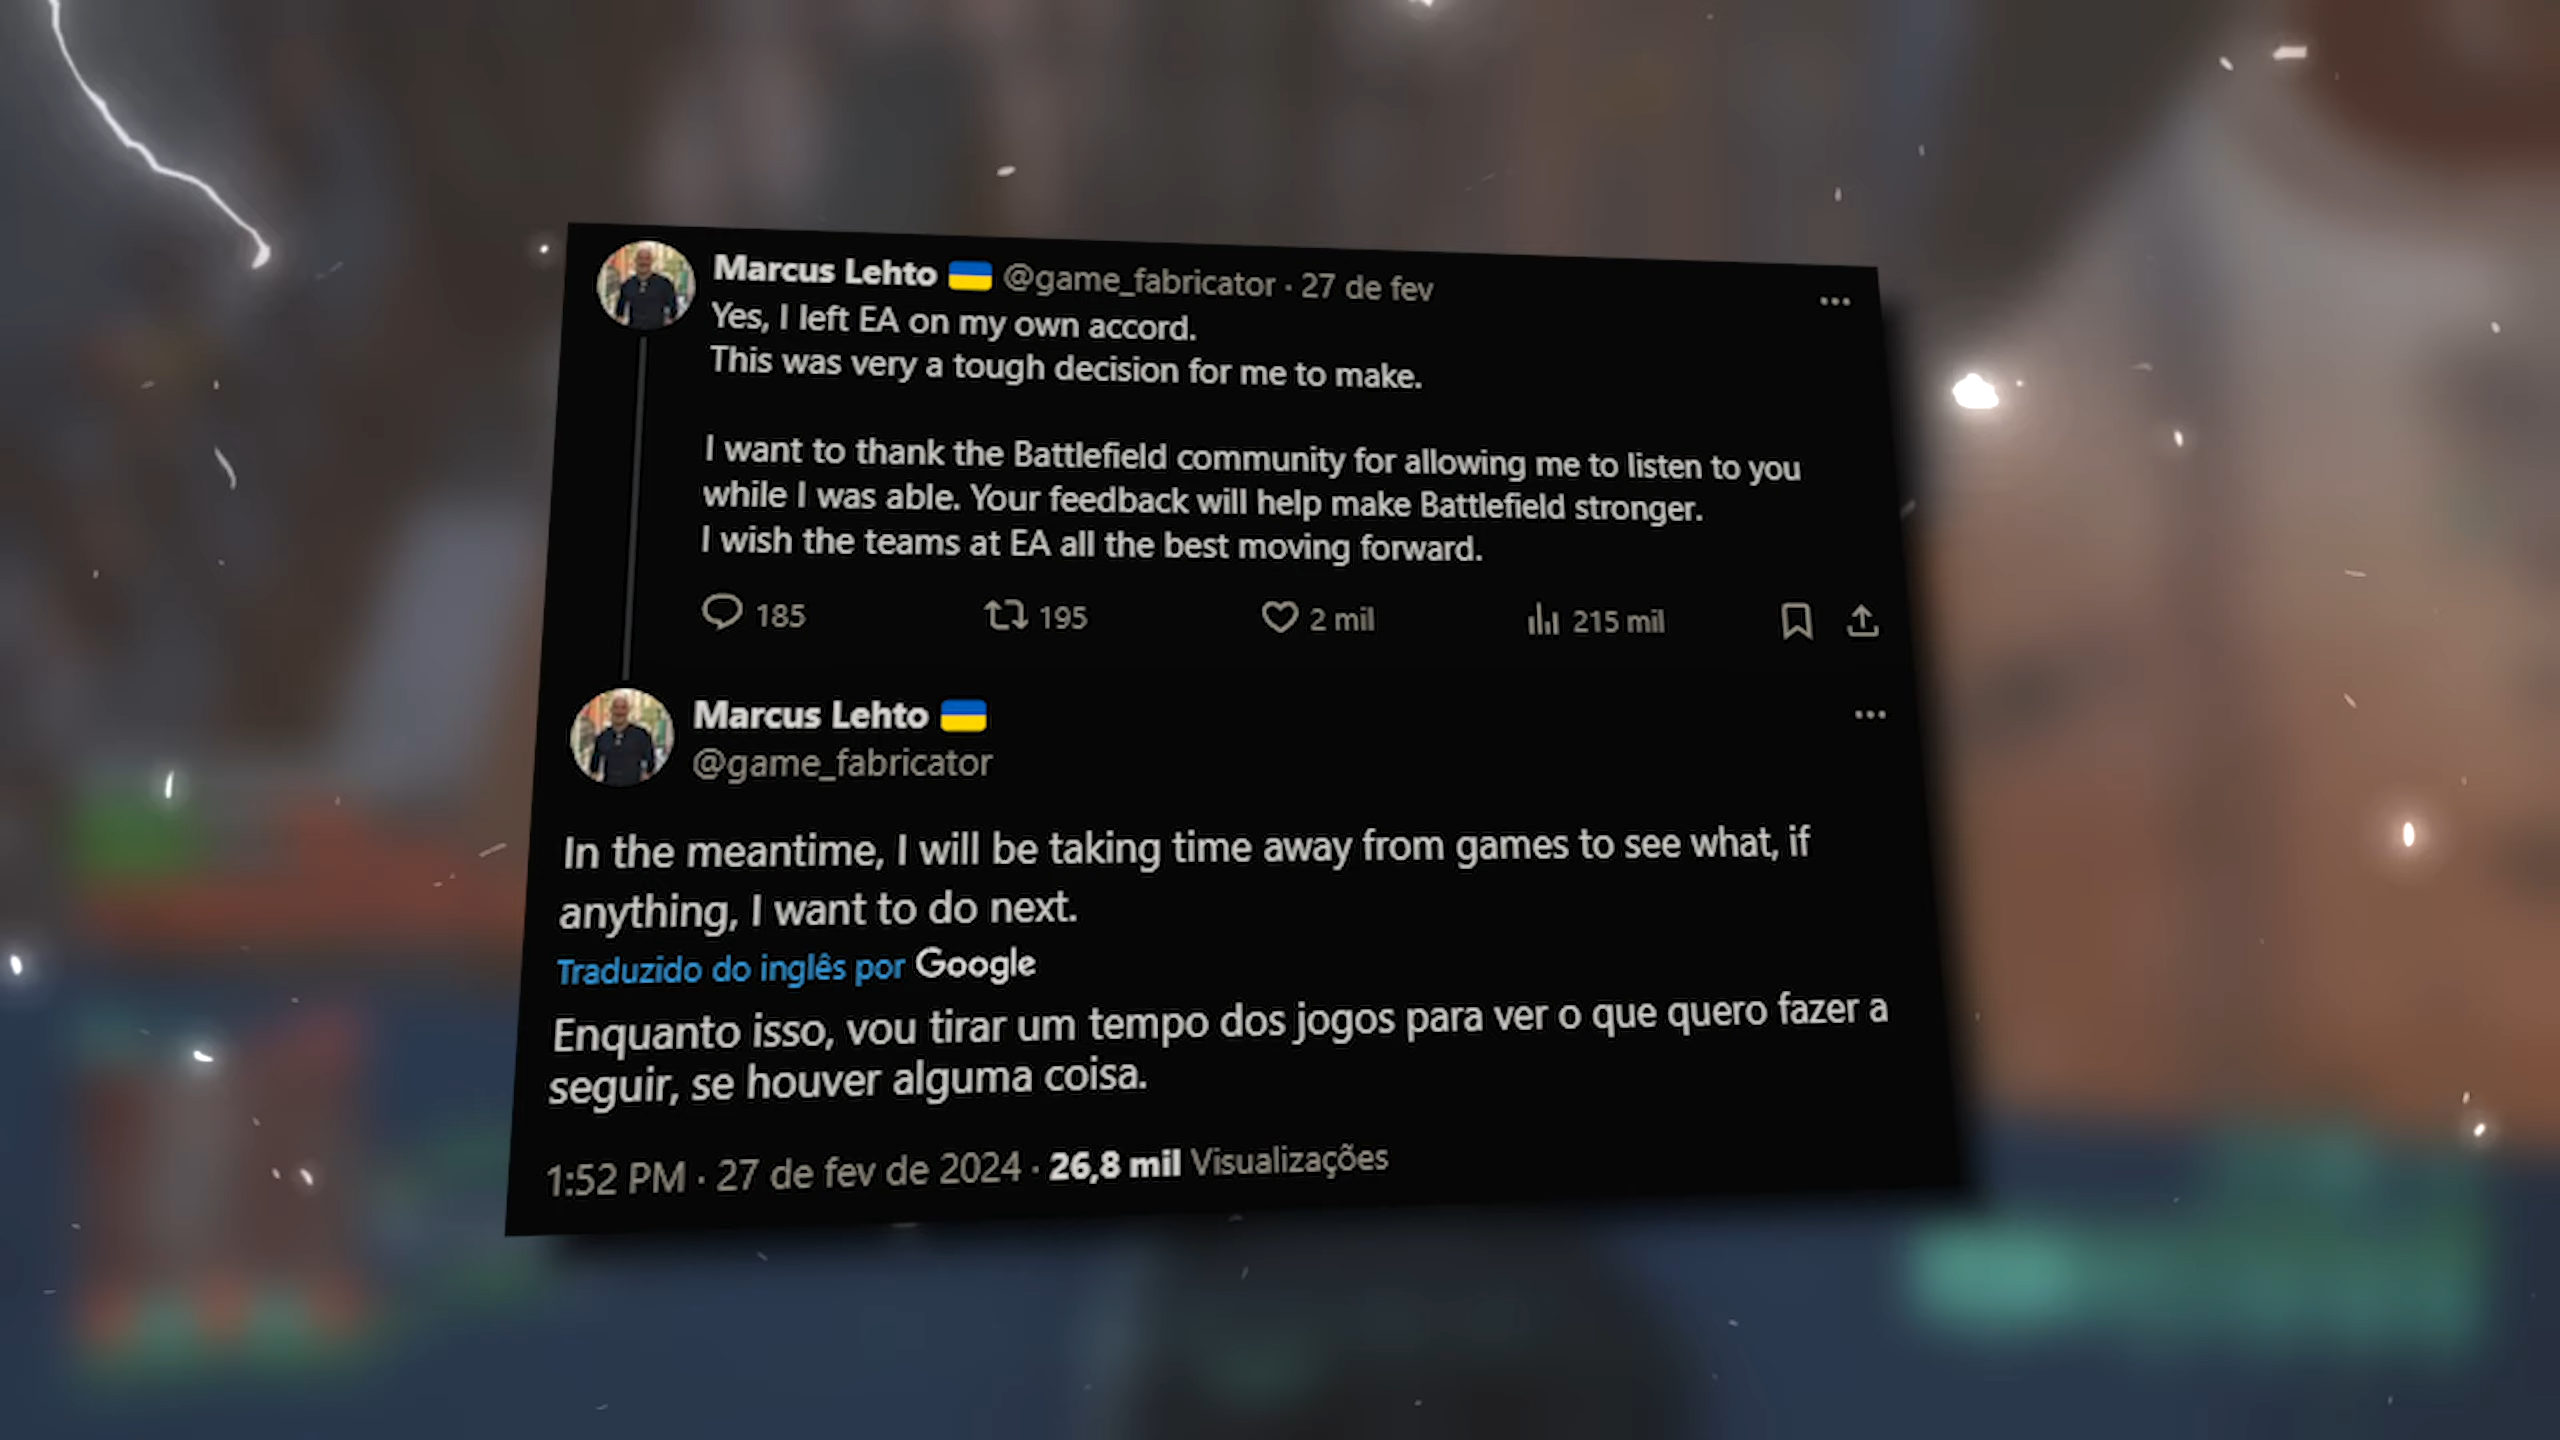 Marcus Lehto 🇺🇦 @game_fabricator · 27 de fev
Yes, I left EA on my own accord.
This was very a tough decision for me to make.
I want to thank the Battlefield community for allowing me to listen to you
while I was able. Your feedback will help make Battlefield stronger.
I wish the teams at EA all the best moving forward.
185 195 2 mil 215 mil
Marcus Lehto 🇺🇦
@game_fabricator
In the meantime, I will be taking time away from games to see what, if
anything, I want to do next.
Traduzido do inglês por Google
Enquanto isso, vou tirar um tempo dos jogos para ver o que quero fazer a
seguir, se houver alguma coisa.
1:52 PM · 27 de fev de 2024 · 26,8 mil Visualizações